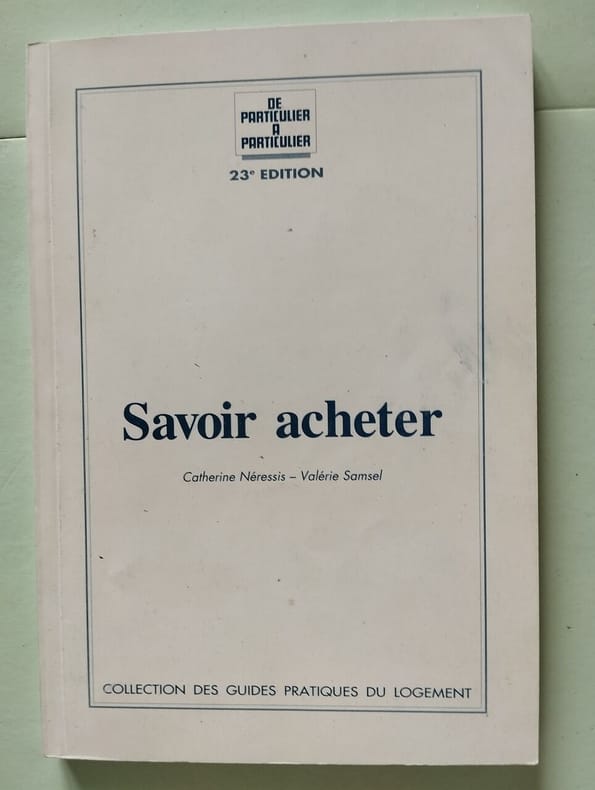 DE
PARTICULIER
A
PARTICULIER
23e EDITION
Savoir acheter
Catherine Néressis – Valérie Samsel
COLLECTION DES GUIDES PRATIQUES DU LOGEMENT